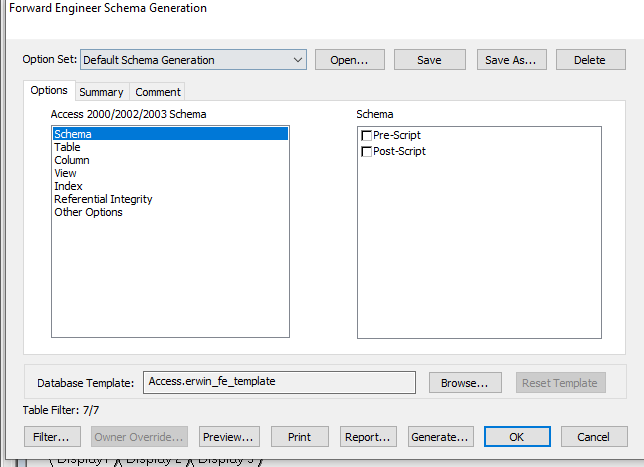 Forward Engineer Schema Generation
Option Set: Default Schema Generation Open... Save Save As... Delete
Options Summary Comment
Access 2000/2002/2003 Schema Schema
Schema Pre-Script
Table Post-Script
Column
View
Index
Referential Integrity
Other Options
Database Template: Access.erwin_fe_template Browse... Reset Template
Table Filter: 7/7
Filter... Owner Override... Preview... Print Report... Generate... OK Cancel
Display1 Display 2 Display 3